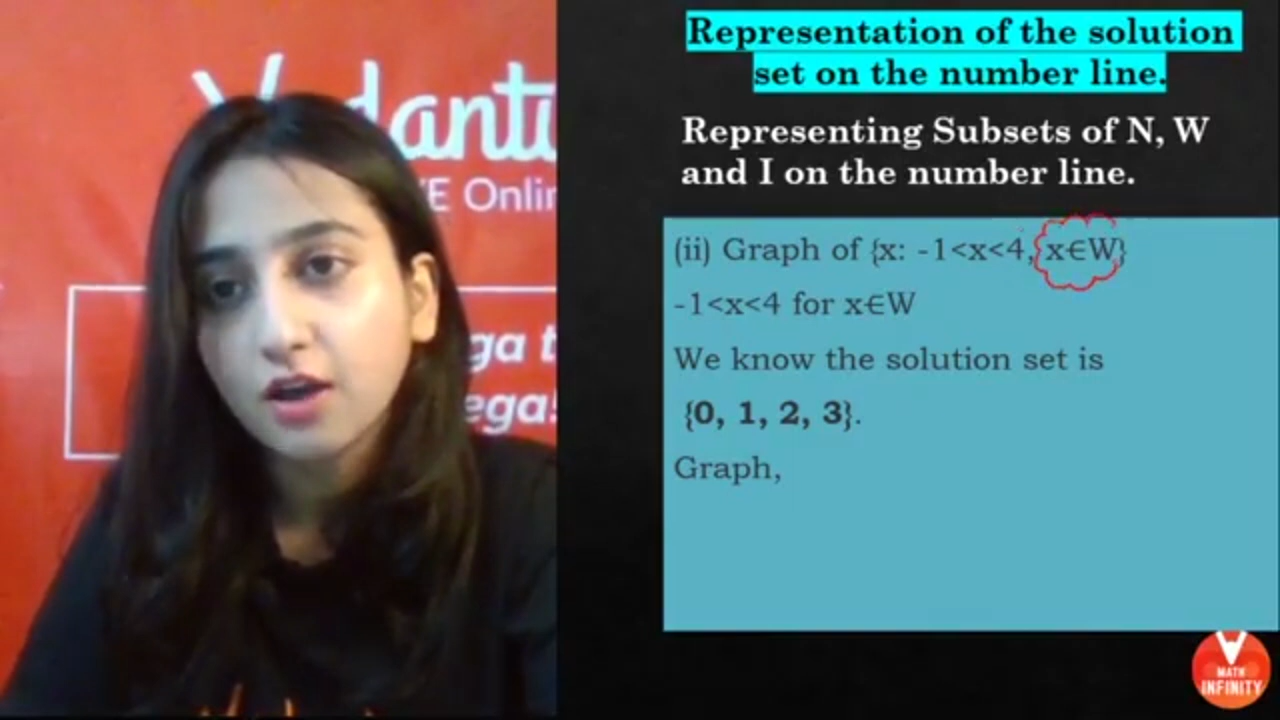 Representation of the solution
set on the number line.
Representing Subsets of N, W
and I on the number line.
(ii) Graph of {x: -1<x<4, x∈W}
-1<x<4 for x∈W
We know the solution set is
{0, 1, 2, 3}.
Graph,
MATH
INFINITY